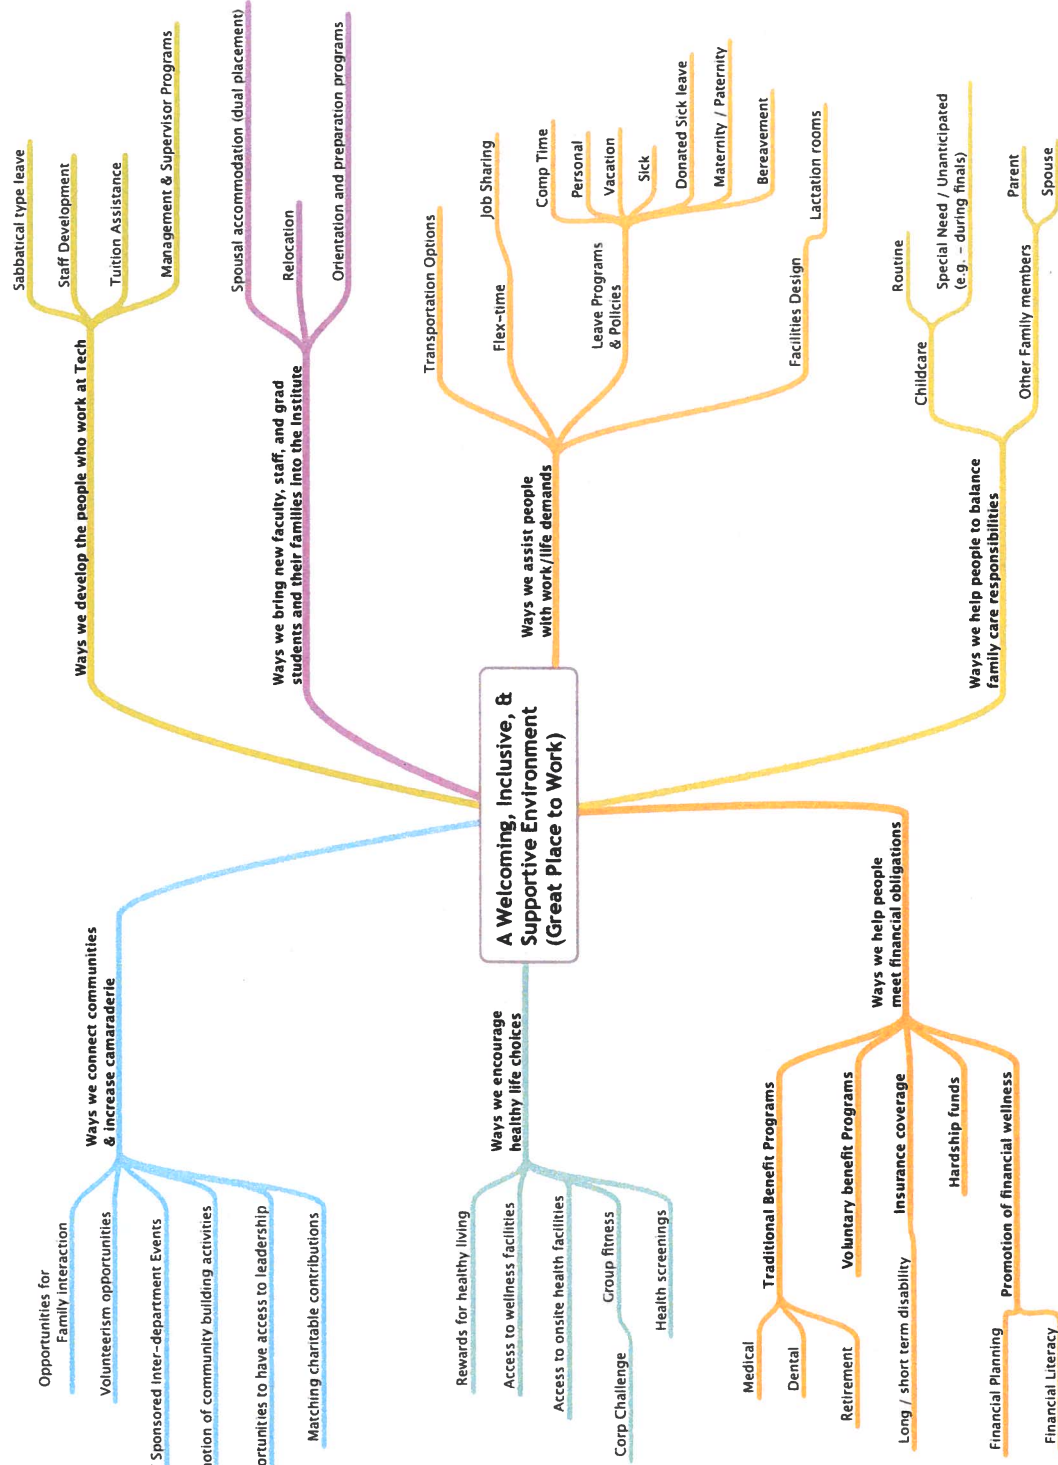 A Welcoming, Inclusive, &
Supportive Environment
(Great Place to Work)
Ways we connect communities
& increase camaraderie
Opportunities for
Family interaction
Volunteerism opportunities
Sponsored Inter-department Events
of community building activities
to have access to leadership
Matching charitable contributions
Ways we encourage
healthy life choices
Rewards for healthy living
Access to wellness facilities
Access to onsite health facilities
Group fitness
Corp Challenge
Health screenings
Ways we help people
meet financial obligations
Traditional Benefit Programs
Medical
Dental
Retirement
Voluntary benefit Programs
Insurance coverage
Long / short term disability
Hardship funds
Promotion of financial wellness
Financial Planning
Financial Literacy
Ways we develop the people who work at Tech
Sabbatical type leave
Staff Development
Tuition Assistance
Management & Supervisor Programs
Ways we bring new faculty, staff, and grad
students and their families into the Institute
Spousal accommodation (dual placement)
Relocation
Orientation and preparation programs
Ways we assist people
with work/life demands
Transportation Options
Flex-time
Job Sharing
Leave Programs
& Policies
Comp Time
Personal
Vacation
Sick
Donated Sick leave
Maternity / Paternity
Bereavement
Facilities Design
Lactation rooms
Ways we help people to balance
family care responsibilities
Childcare
Routine
Special Need / Unanticipated
(e.g. - during finals)
Other Family members
Parent
Spouse